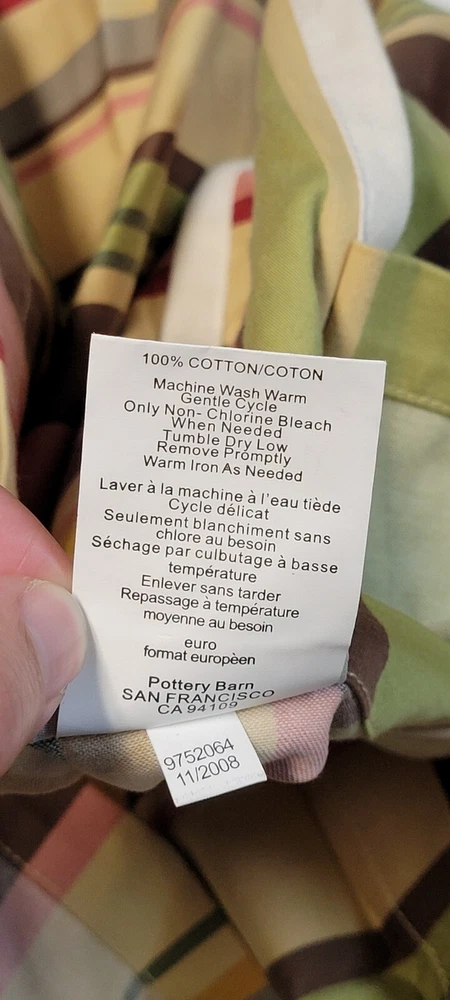 100% COTTON/COTON
Machine Wash Warm
Gentle Cycle
Only Non- Chlorine Bleach
When Needed
Tumble Dry Low
Remove Promptly
Warm Iron As Needed
Laver à la machine à l'eau tiède
Cycle délicat
Seulement blanchiment sans
chlore au besoin
Séchage par culbutage à basse
température
Enlever sans tarder
Repassage à température
moyenne au besoin
euro
format europèen
Pottery Barn
SAN FRANCISCO
CA 94109
9752064
11/2008